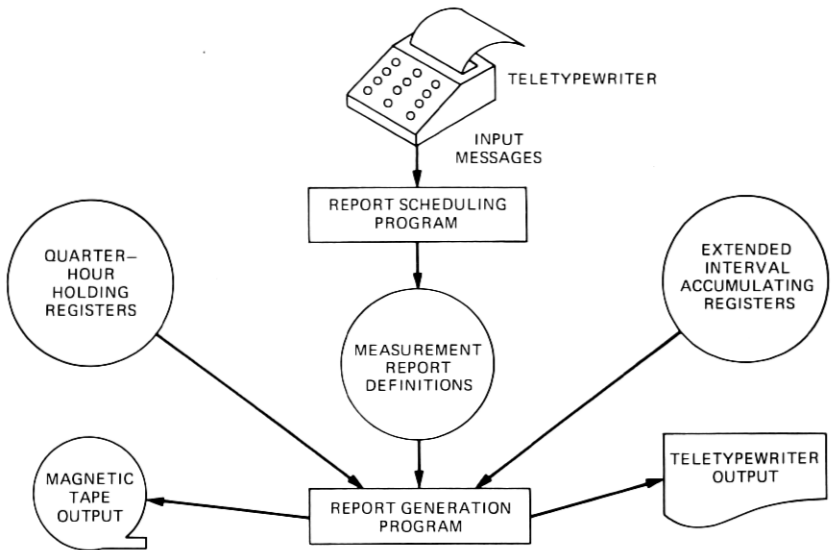 TELETYPEWRITER
INPUT
MESSAGES
REPORT SCHEDULING
PROGRAM
QUARTER–
HOUR
HOLDING
REGISTERS
EXTENDED
INTERVAL
ACCUMULATING
REGISTERS
MEASUREMENT
REPORT
DEFINITIONS
MAGNETIC
TAPE
OUTPUT
REPORT GENERATION
PROGRAM
TELETYPEWRITER
OUTPUT